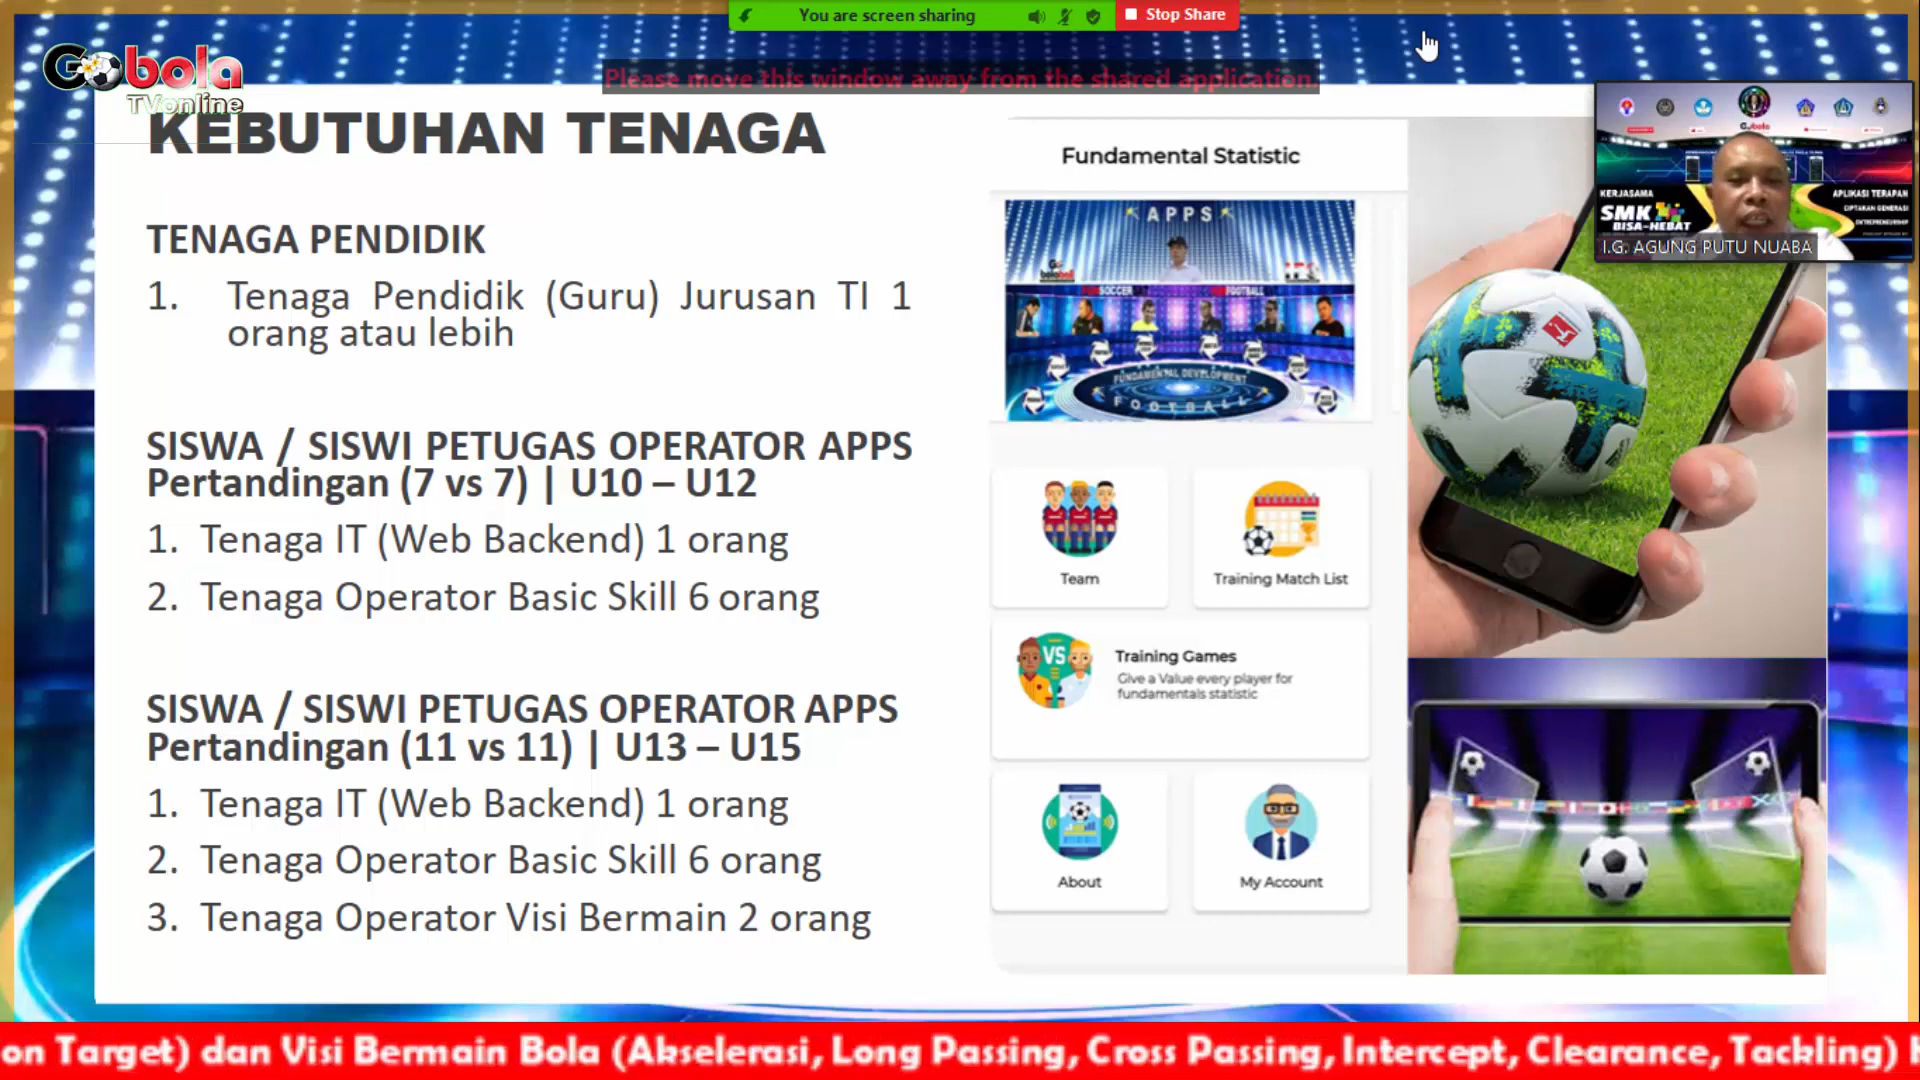 You are screen sharing
Stop Share
Please move this window away from the shared application.
Gobola
TVonline
KEBUTUHAN TENAGA
TENAGA PENDIDIK
1. Tenaga Pendidik (Guru) Jurusan TI 1
orang atau lebih
SISWA / SISWI PETUGAS OPERATOR APPS
Pertandingan (7 vs 7) | U10 – U12
1. Tenaga IT (Web Backend) 1 orang
2. Tenaga Operator Basic Skill 6 orang
SISWA / SISWI PETUGAS OPERATOR APPS
Pertandingan (11 vs 11) | U13 – U15
1. Tenaga IT (Web Backend) 1 orang
2. Tenaga Operator Basic Skill 6 orang
3. Tenaga Operator Visi Bermain 2 orang
Fundamental Statistic
APPS
FUNDAMENTAL DEVELOPMENT
FOOTBALL
Team
Training Match List
VS
Training Games
Give a Value every player for
fundamentals statistic
About
My Account
KERJASAMA
SMK
BISA-HEBAT
APLIKASI TERAPAN
CIPTAKAN GENERASI
ENTREPRENEURSHIP
I.G. AGUNG PUTU NUABA
on Target) dan Visi Bermain Bola (Akselerasi, Long Passing, Cross Passing, Intercept, Clearance, Tackling)